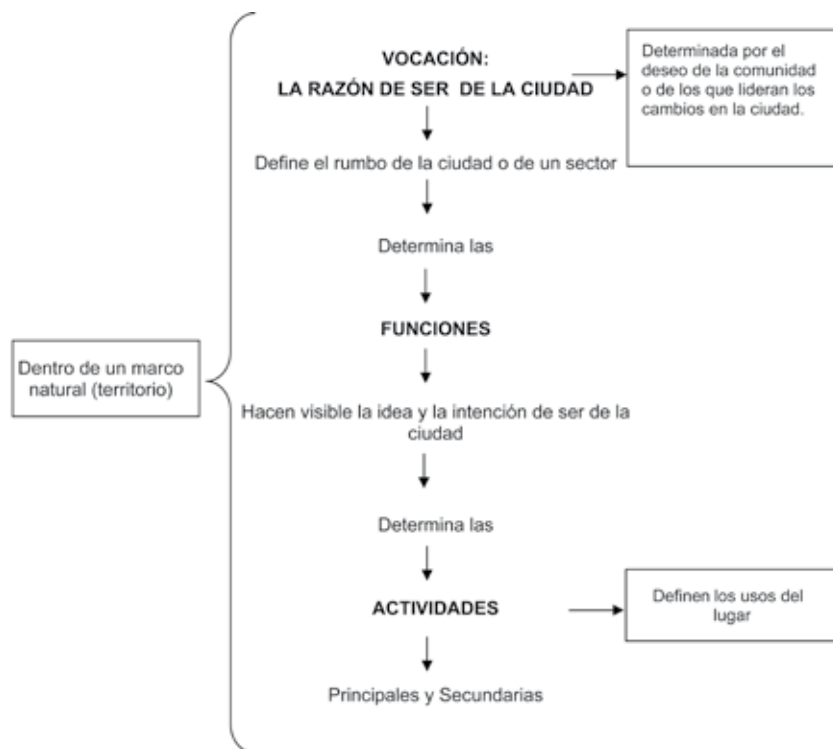 VOCACIÓN:
LA RAZÓN DE SER DE LA CIUDAD
Determinada por el
deseo de la comunidad
o de los que lideran los
cambios en la ciudad.
Define el rumbo de la ciudad o de un sector
Determina las
FUNCIONES
Dentro de un marco
natural (territorio)
Hacen visible la idea y la intención de ser de la
ciudad
Determina las
ACTIVIDADES
Definen los usos del
lugar
Principales y Secundarias